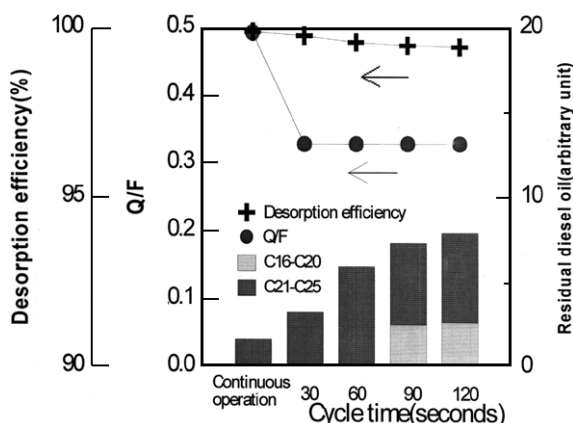 Desorption efficiency(%)
100
95
90
Q/F
0.5
0.4
0.3
0.2
0.1
0.0
Desorption efficiency
Q/F
C16-C20
C21-C25
20
10
0
Residual diesel oil(arbitrary unit)
Continuous
operation
30
60
90
120
Cycle time(seconds)